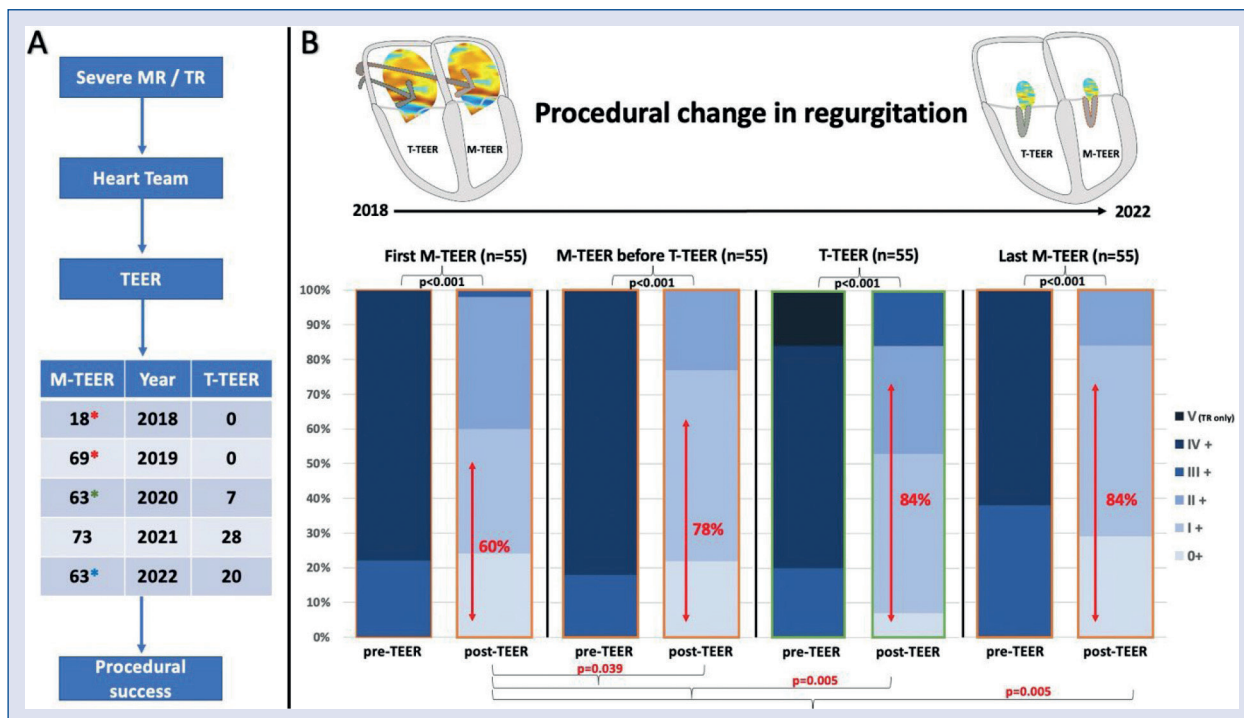 A
Severe MR / TR
Heart Team
TEER
M-TEER Year T-TEER
18* 2018 0
69* 2019 0
63* 2020 7
73 2021 28
63* 2022 20
Procedural
success
B
T-TEER M-TEER
Procedural change in regurgitation
T-TEER M-TEER
2018 2022
First M-TEER (n=55) M-TEER before T-TEER (n=55) T-TEER (n=55) Last M-TEER (n=55)
p<0.001 p<0.001 p<0.001 p<0.001
100%
90%
80%
70%
60%
50%
40%
30%
20%
10%
0%
60%
78%
84%
84%
V (TR only)
IV +
III +
II +
I +
0+
pre-TEER post-TEER pre-TEER post-TEER pre-TEER post-TEER pre-TEER post-TEER
p=0.039
p=0.005
p=0.005